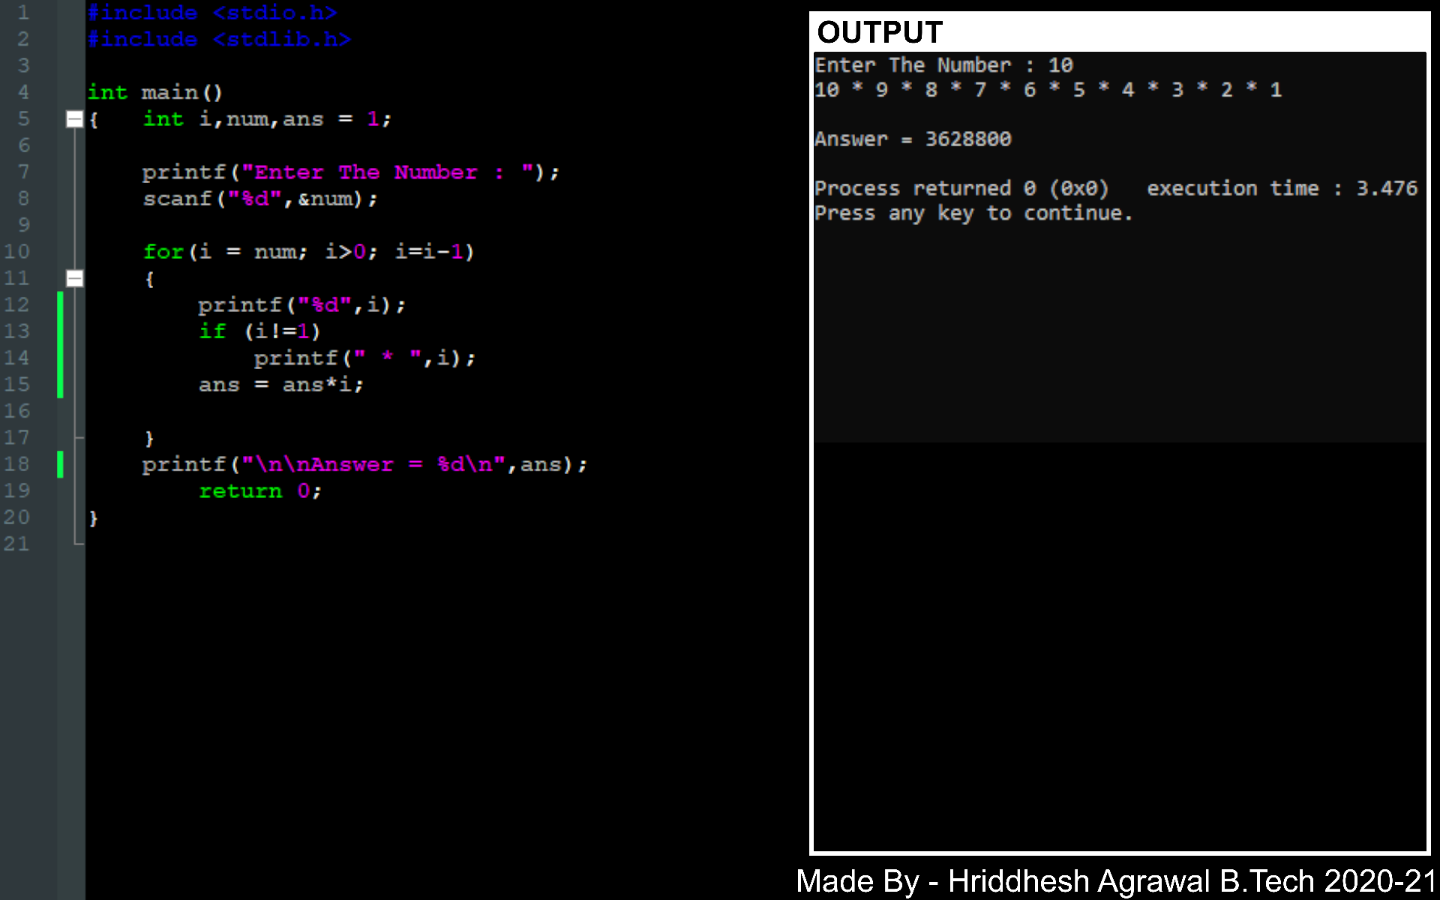 1 #include <stdio.h>
2 #include <stdlib.h>
3
4 int main()
5 { int i,num,ans = 1;
6
7 printf("Enter The Number : ");
8 scanf("%d",&num);
9
10 for(i = num; i>0; i=i-1)
11 {
12 printf("%d",i);
13 if (i!=1)
14 printf(" * ",i);
15 ans = ans*i;
16
17 }
18 printf("\n\nAnswer = %d\n",ans);
19 return 0;
20 }
21
OUTPUT
Enter The Number : 10
10 * 9 * 8 * 7 * 6 * 5 * 4 * 3 * 2 * 1
Answer = 3628800
Process returned 0 (0x0) execution time : 3.476
Press any key to continue.
Made By - Hriddhesh Agrawal B.Tech 2020-21